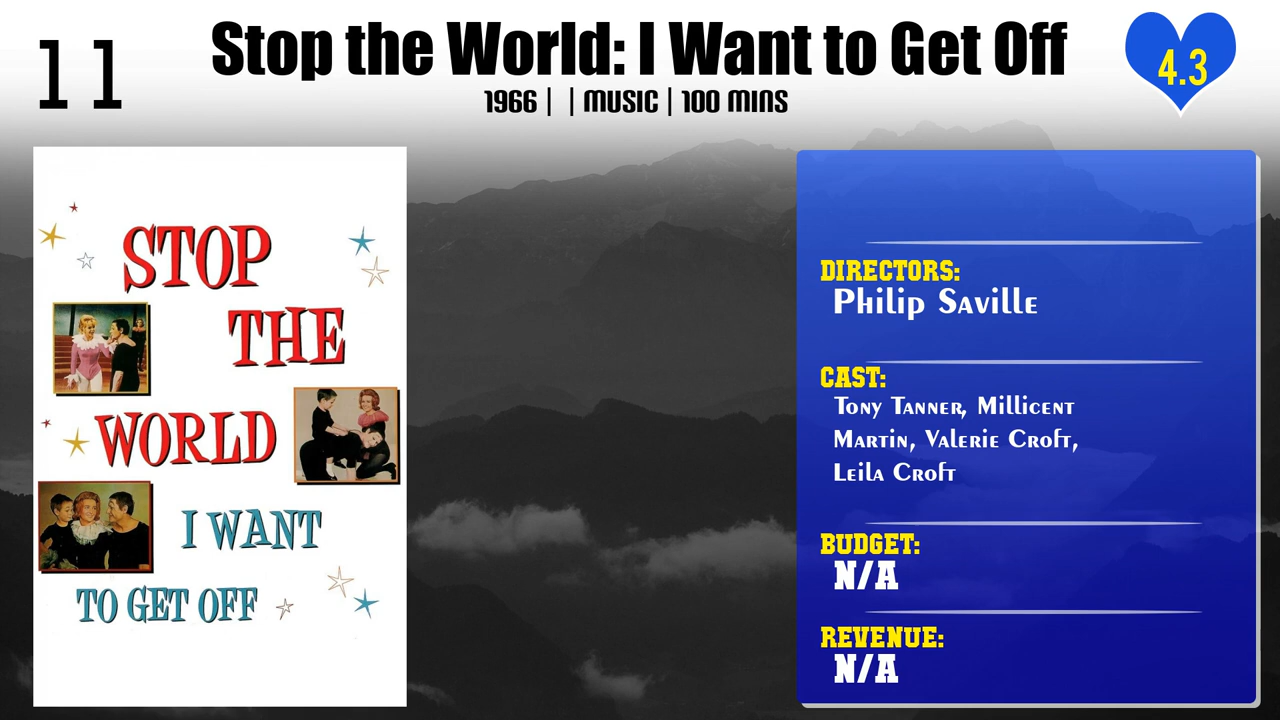 11
Stop the World: I Want to Get Off
4.3
1966 | | MUSIC | 100 MINS
STOP
THE
WORLD
I WANT
TO GET OFF
DIRECTORS:
Philip Saville
CAST:
Tony Tanner, Millicent
Martin, Valerie Croft,
Leila Croft
BUDGET:
N/A
REVENUE:
N/A